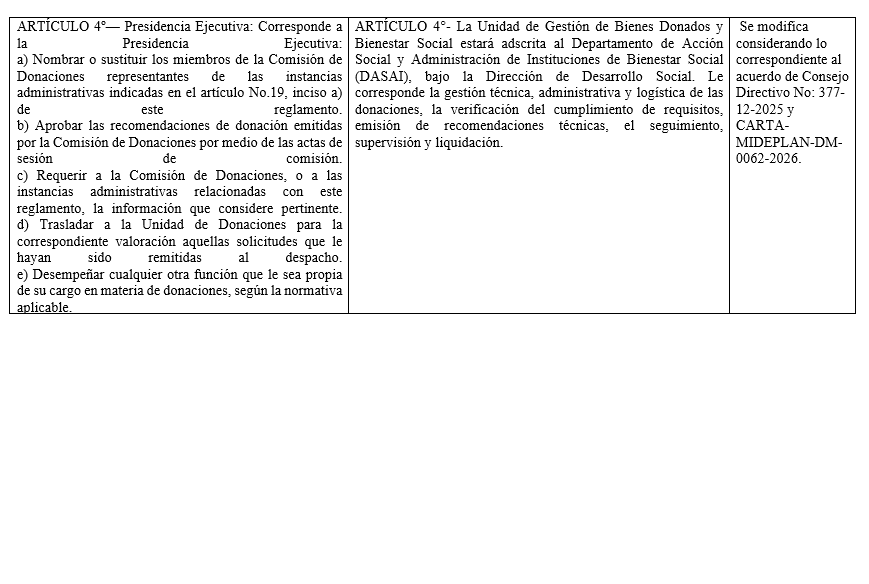 ARTÍCULO 4º— Presidencia Ejecutiva: Corresponde a
la Presidencia Ejecutiva:
a) Nombrar o sustituir los miembros de la Comisión de
Donaciones representantes de las instancias
administrativas indicadas en el artículo No.19, inciso a)
de este reglamento.
b) Aprobar las recomendaciones de donación emitidas
por la Comisión de Donaciones por medio de las actas de
sesión de comisión.
c) Requerir a la Comisión de Donaciones, o a las
instancias administrativas relacionadas con este
reglamento, la información que considere pertinente.
d) Trasladar a la Unidad de Donaciones para la
correspondiente valoración aquellas solicitudes que le
hayan sido remitidas al despacho.
e) Desempeñar cualquier otra función que le sea propia
de su cargo en materia de donaciones, según la normativa
aplicable.
ARTÍCULO 4°- La Unidad de Gestión de Bienes Donados y
Bienestar Social estará adscrita al Departamento de Acción
Social y Administración de Instituciones de Bienestar Social
(DASAI), bajo la Dirección de Desarrollo Social. Le
corresponde la gestión técnica, administrativa y logística de las
donaciones, la verificación del cumplimiento de requisitos,
emisión de recomendaciones técnicas, el seguimiento,
supervisión y liquidación.
Se modifica
considerando lo
correspondiente al
acuerdo de Consejo
Directivo No: 377-
12-2025 y
CARTA-
MIDEPLAN-DM-
0062-2026.